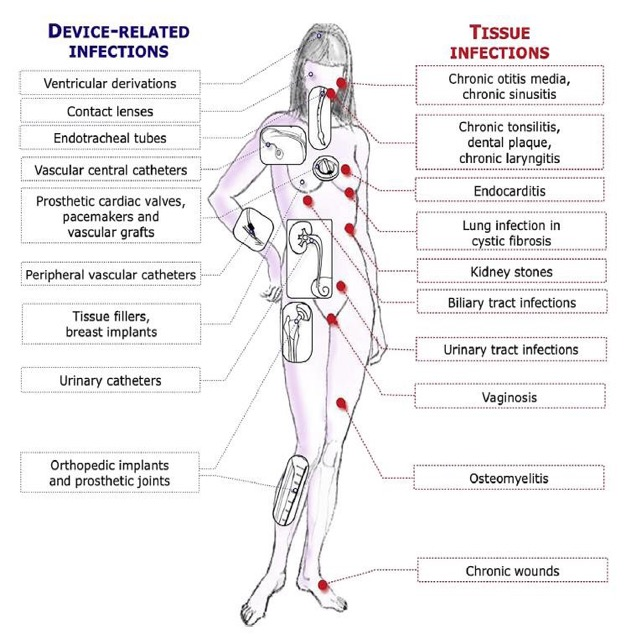 DEVICE-RELATED
INFECTIONS
Ventricular derivations
Contact lenses
Endotracheal tubes
Vascular central catheters
Prosthetic cardiac valves,
pacemakers and
vascular grafts
Peripheral vascular catheters
Tissue fillers,
breast implants
Urinary catheters
Orthopedic implants
and prosthetic joints
TISSUE
INFECTIONS
Chronic otitis media,
chronic sinusitis
Chronic tonsilitis,
dental plaque,
chronic laryngitis
Endocarditis
Lung infection in
cystic fibrosis
Kidney stones
Biliary tract infections
Urinary tract infections
Vaginosis
Osteomyelitis
Chronic wounds